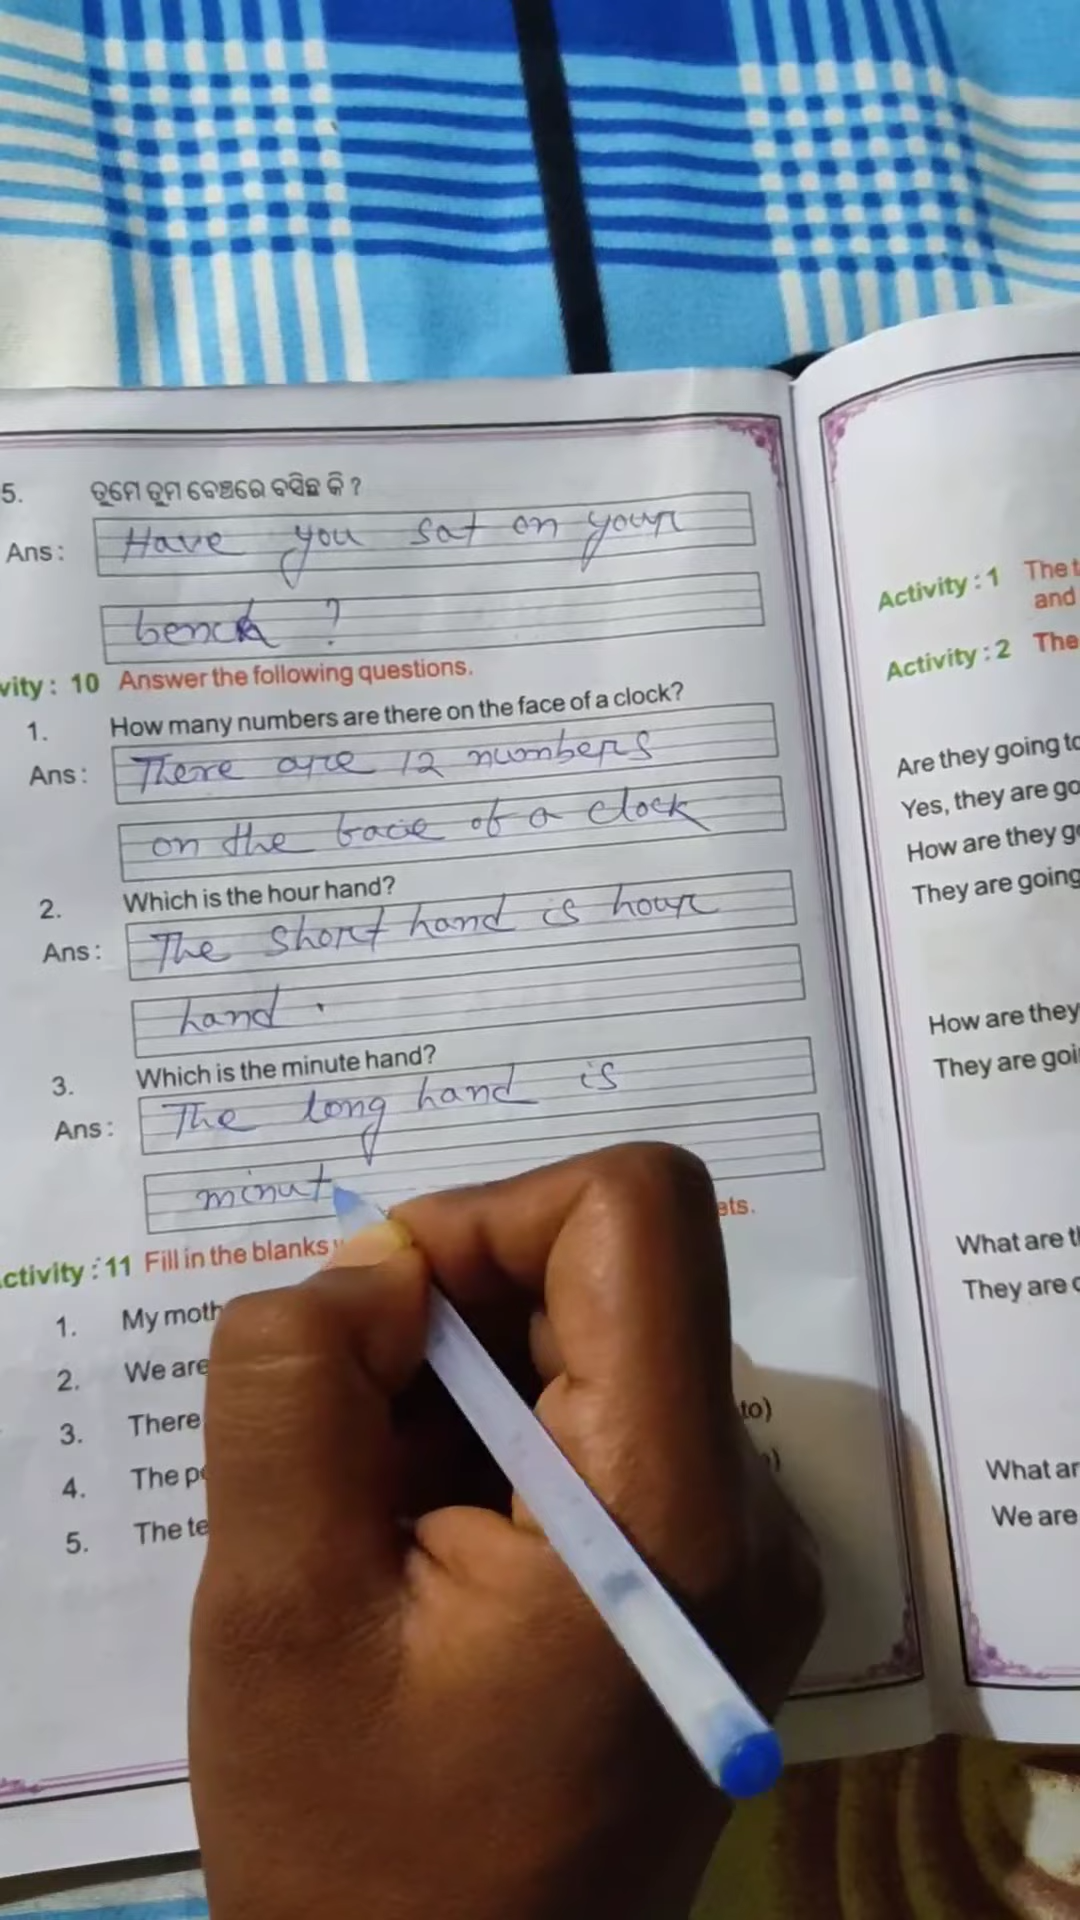 5. ତୁମେ ତୁମ ବେଞ୍ଚରେ ବସିଛ କି ?
Ans : Have you sat on your
bench ?
vity : 10 Answer the following questions.
1. How many numbers are there on the face of a clock?
Ans : There are 12 numbers
on the face of a clock
2. Which is the hour hand?
Ans : The short hand is hour
hand .
3. Which is the minute hand?
Ans : The long hand is
minut
ctivity : 11 Fill in the blanks ets.
1. My moth
2. We are
3. There to)
4. The p
5. The te
Activity : 1 The t
and
Activity : 2 The
Are they going to
Yes, they are go
How are they g
They are going
How are they
They are goi
What are t
They are
What ar
We are